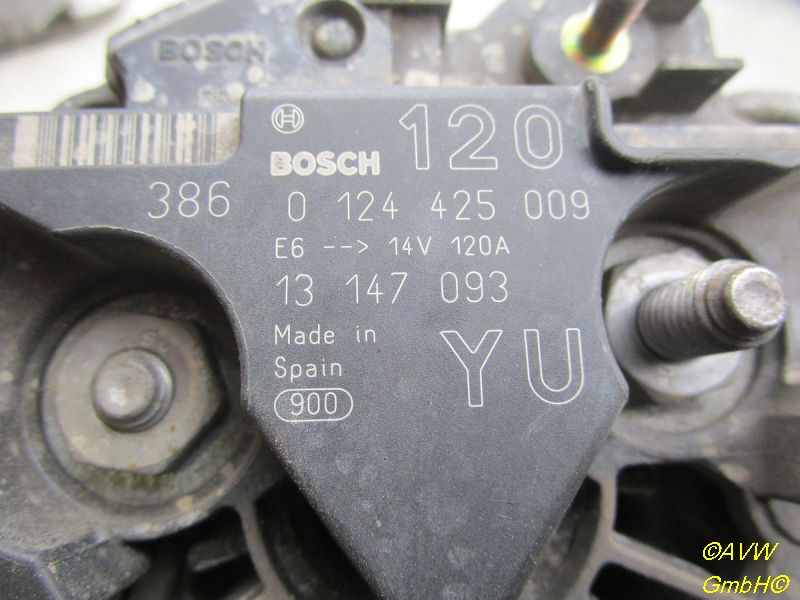 BOSCH
BOSCH 120
386 0 124 425 009
E6 --> 14V 120A
13 147 093
Made in
Spain
YU
900
©AVW
GmbH©